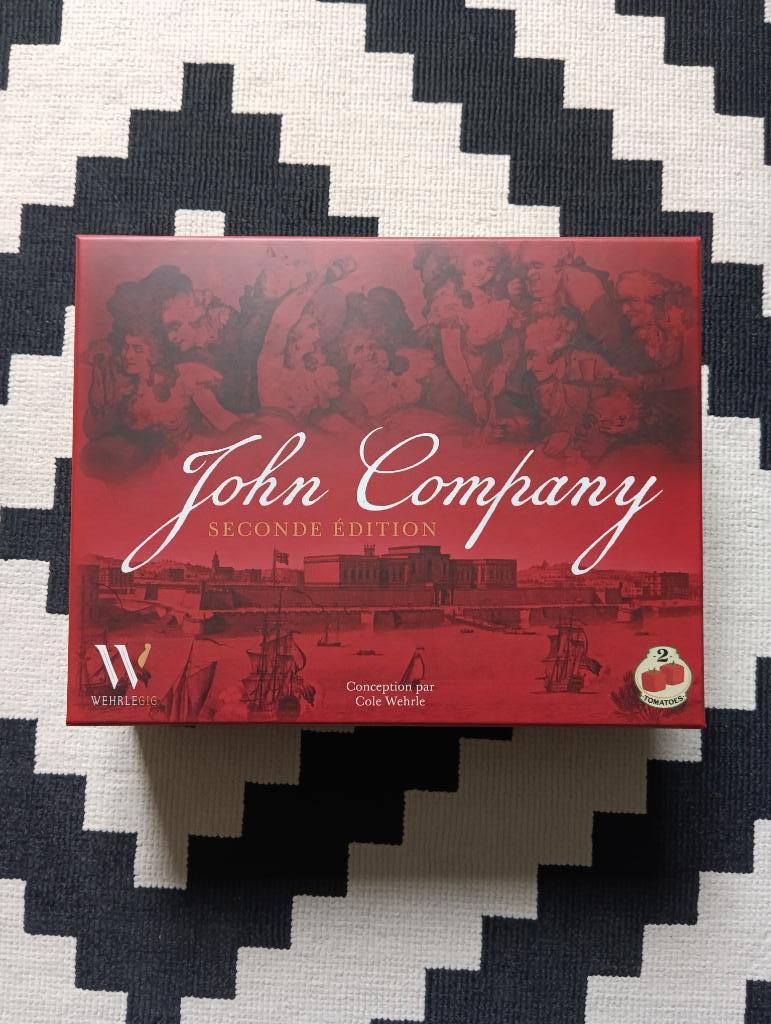 John Company
SECONDE ÉDITION
W
WEHRLEGIG
Conception par
Cole Wehrle
2
TOMATOES